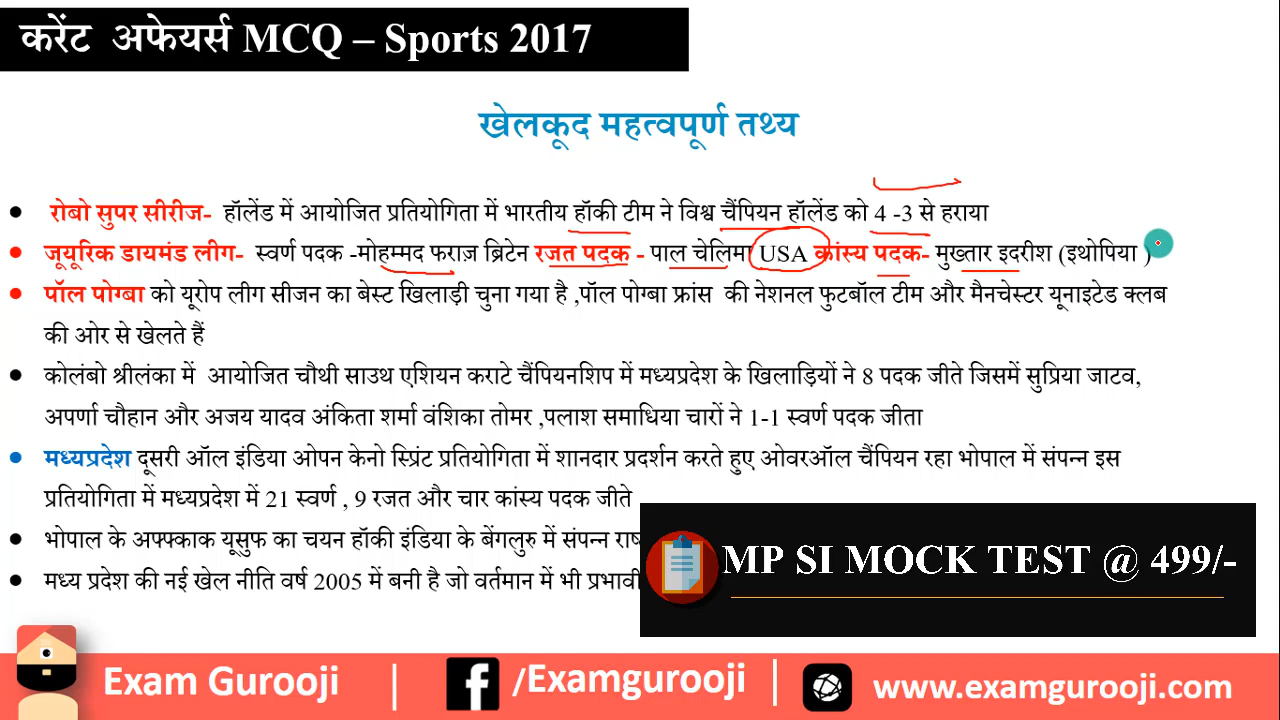 करेंट अफेयर्स MCQ – Sports 2017
खेलकूद महत्वपूर्ण तथ्य
रोबो सुपर सीरीज- हॉलेंड में आयोजित प्रतियोगिता में भारतीय हॉकी टीम ने विश्व चैंपियन हॉलेंड को 4 -3 से हराया
जूयूरिक डायमंड लीग- स्वर्ण पदक -मोहम्मद फराज़ ब्रिटेन रजत पदक - पाल चेलिमा USA कांस्य पदक- मुख्तार इदरीश (इथोपिया )
पॉल पोग्बा को यूरोप लीग सीजन का बेस्ट खिलाड़ी चुना गया है ,पॉल पोग्बा फ्रांस की नेशनल फुटबॉल टीम और मैनचेस्टर यूनाइटेड क्लब
की ओर से खेलते हैं
कोलंबो श्रीलंका में आयोजित चौथी साउथ एशियन कराटे चैंपियनशिप में मध्यप्रदेश के खिलाड़ियों ने 8 पदक जीते जिसमें सुप्रिया जाटव,
अपर्णा चौहान और अजय यादव अंकिता शर्मा वंशिका तोमर ,पलाश समाधिया चारों ने 1-1 स्वर्ण पदक जीता
मध्यप्रदेश दूसरी ऑल इंडिया ओपन केनो स्प्रिंट प्रतियोगिता में शानदार प्रदर्शन करते हुए ओवरऑल चैंपियन रहा भोपाल में संपन्न इस
प्रतियोगिता में मध्यप्रदेश में 21 स्वर्ण , 9 रजत और चार कांस्य पदक जीते
भोपाल के अफ्फ्काक यूसुफ का चयन हॉकी इंडिया के बेंगलुरु में संपन्न
मध्य प्रदेश की नई खेल नीति वर्ष 2005 में बनी है जो वर्तमान में भी प्रभावी
MP SI MOCK TEST @ 499/-
Exam Gurooji | /Examgurooji | www.examgurooji.com